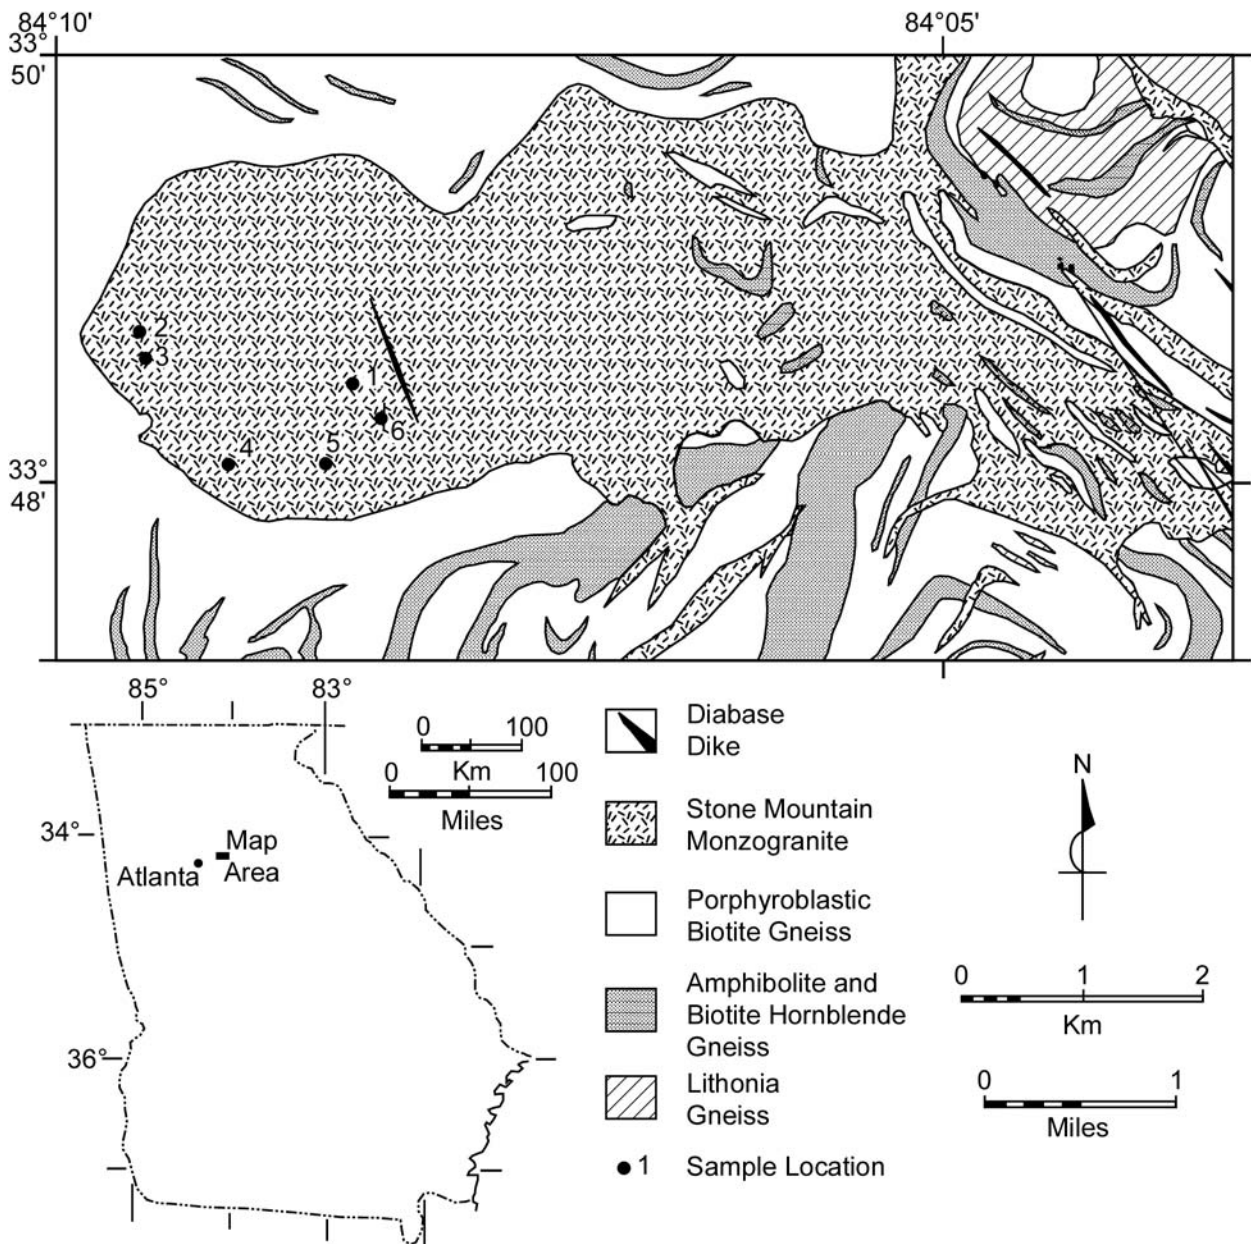 84°10'
84°05'
33°
50'
2
3
1
6
4
5
33°
48'
85°
83°
0
100
Km
0
100
Miles
34°
Map
Area
Atlanta
36°
Diabase
Dike
Stone Mountain
Monzogranite
Porphyroblastic
Biotite Gneiss
Amphibolite and
Biotite Hornblende
Gneiss
Lithonia
Gneiss
1
Sample Location
N
0
1
2
Km
0
1
Miles